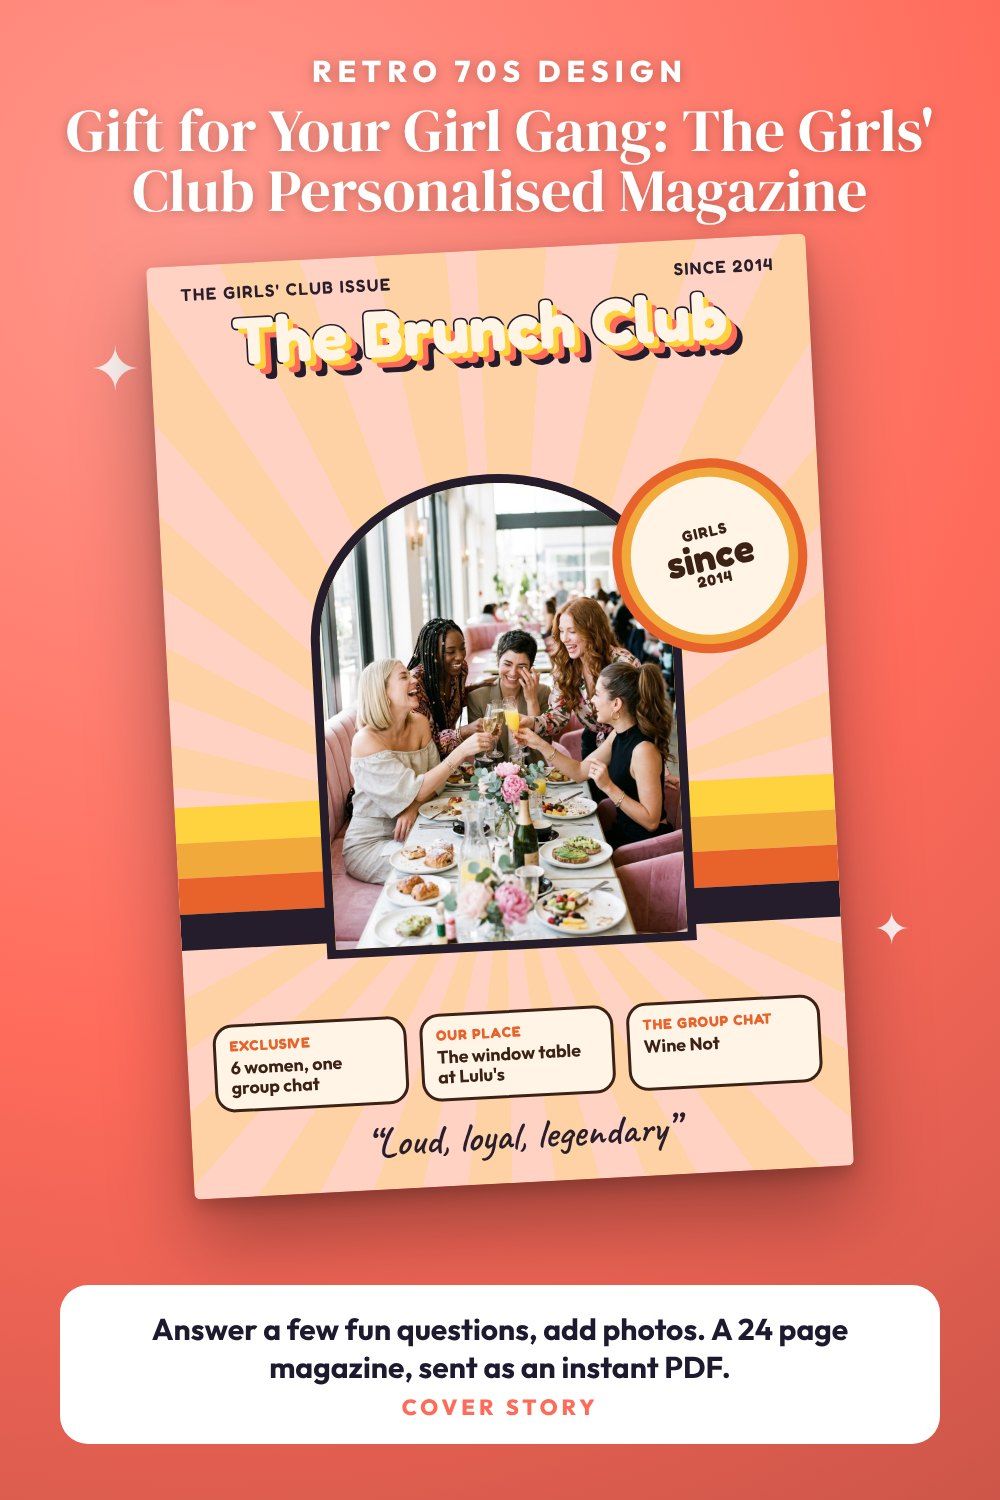 RETRO 70S DESIGN
Gift for Your Girl Gang: The Girls'
Club Personalised Magazine
THE GIRLS' CLUB ISSUE
SINCE 2014
The Brunch Club
GIRLS
since
2014
EXCLUSIVE
6 women, one
group chat
OUR PLACE
The window table
at Lulu's
THE GROUP CHAT
Wine Not
“Loud, loyal, legendary”
Answer a few fun questions, add photos. A 24 page
magazine, sent as an instant PDF.
COVER STORY